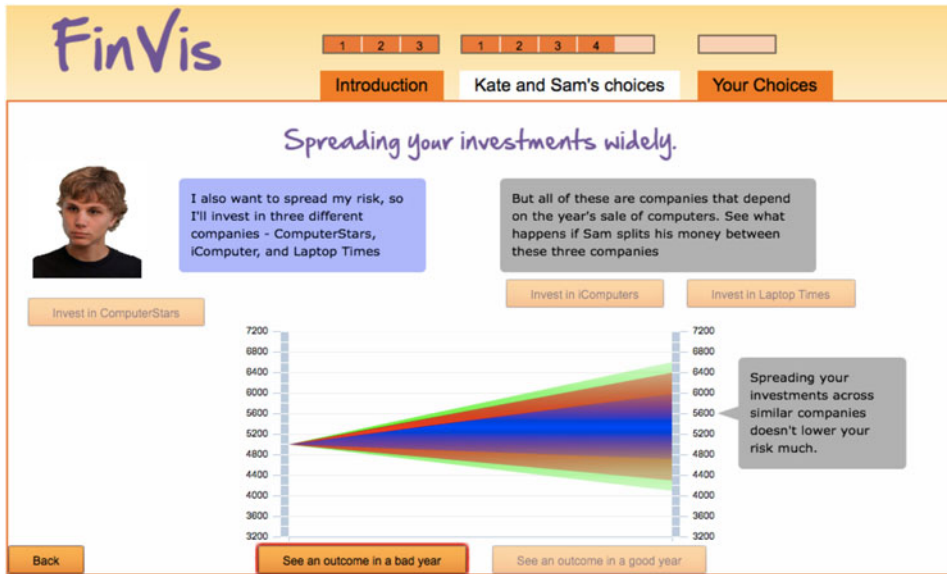 FinVis
1 2 3
1 2 3 4
Introduction
Kate and Sam's choices
Your Choices
Spreading your investments widely.
I also want to spread my risk, so
I'll invest in three different
companies - ComputerStars,
iComputer, and Laptop Times
But all of these are companies that depend
on the year's sale of computers. See what
happens if Sam splits his money between
these three companies
Invest in ComputerStars
Invest in iComputers
Invest in Laptop Times
7200
6800
6400
6000
5600
5200
4800
4400
4000
3600
3200
7200
6800
6400
6000
5600
5200
4800
4400
4000
3600
3200
Spreading your
investments across
similar companies
doesn't lower your
risk much.
Back
See an outcome in a bad year
See an outcome in a good year